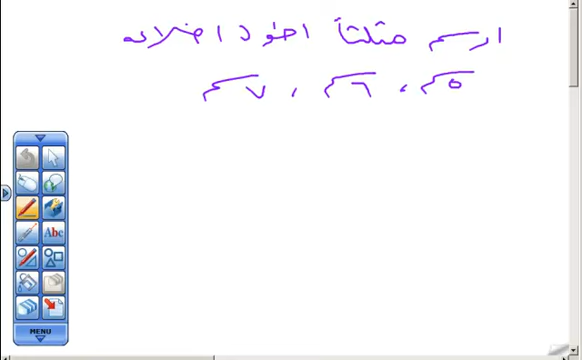 ارسم مثلثاً اطوال اضلاعه
٥سم ، ٦سم ، ٧سم
Abc
MENU